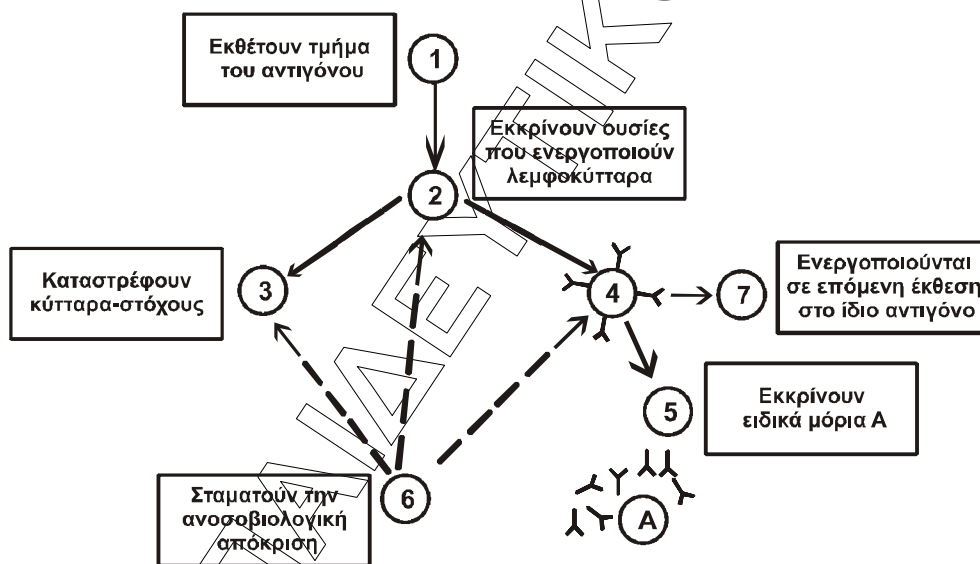 Εκθέτουν τμήμα
του αντιγόνου
1
Εκκρίνουν ουσίες
που ενεργοποιούν
λεμφοκύτταρα
2
Καταστρέφουν
κύτταρα-στόχους
3
4
7
Ενεργοποιούνται
σε επόμενη έκθεση
στο ίδιο αντιγόνο
5
Εκκρίνουν
ειδικά μόρια Α
Σταματούν την
ανοσοβιολογική
απόκριση
6
Α